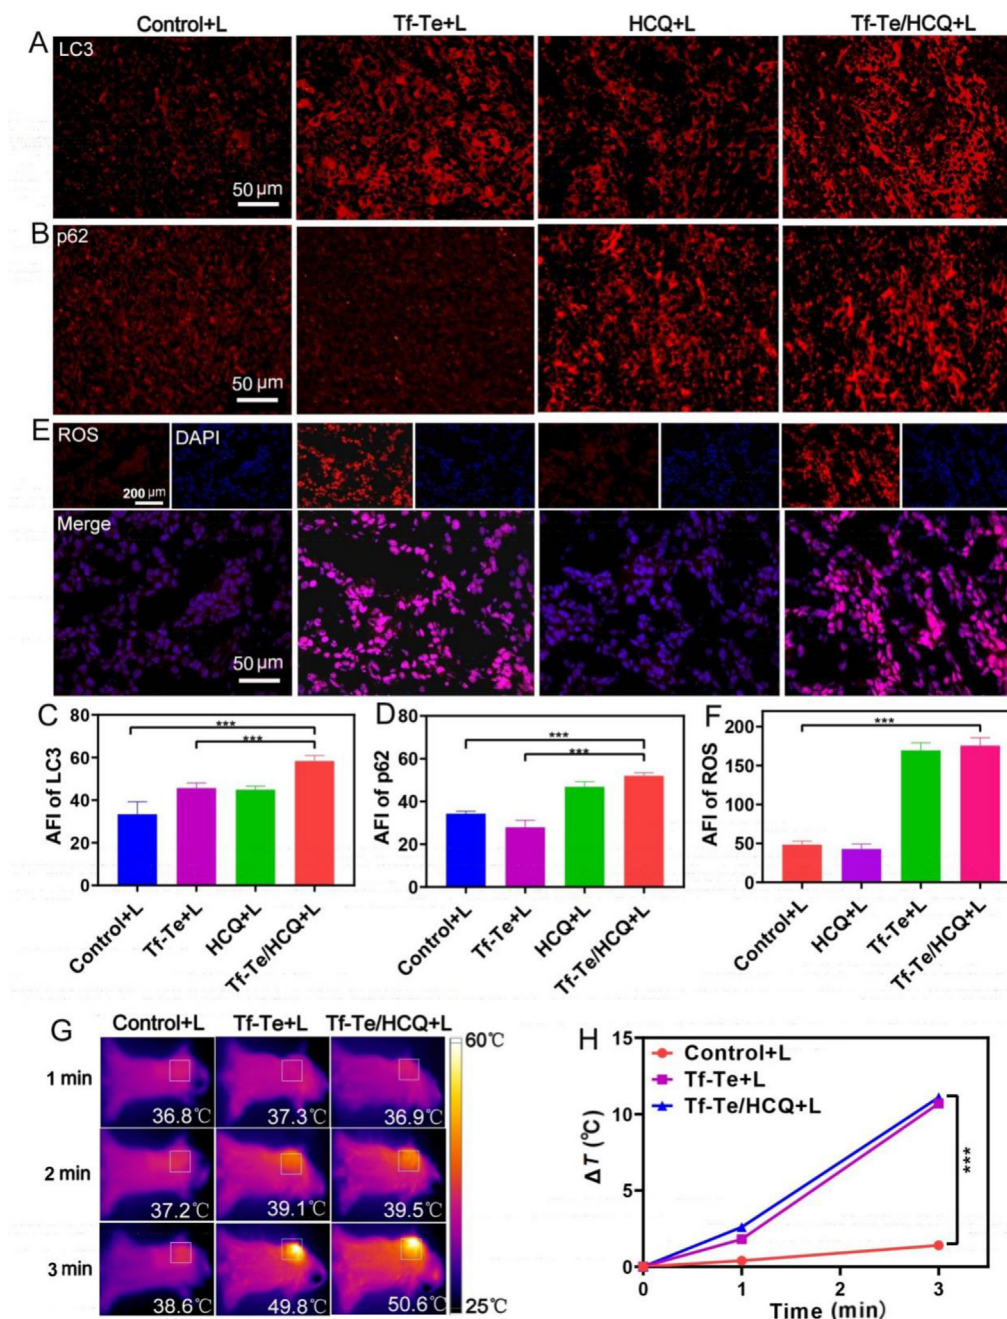 Control+L Tf-Te+L HCQ+L Tf-Te/HCQ+L
A LC3
50 μm
B p62
50 μm
E ROS DAPI
200 μm
Merge
50 μm
C D F
AFI of LC3
80
60
40
20
0
***
***
Control+L
Tf-Te+L
HCQ+L
Tf-Te/HCQ+L
AFI of p62
80
60
40
20
0
***
***
Control+L
Tf-Te+L
HCQ+L
Tf-Te/HCQ+L
AFI of ROS
200
150
100
50
0
***
Control+L
HCQ+L
Tf-Te+L
Tf-Te/HCQ+L
G Control+L Tf-Te+L Tf-Te/HCQ+L
60℃
1 min
36.8℃ 37.3℃ 36.9℃
2 min
37.2℃ 39.1℃ 39.5℃
3 min
38.6℃ 49.8℃ 50.6℃
25℃
H
Control+L
Tf-Te+L
Tf-Te/HCQ+L
Δ T (℃)
15
10
5
0
***
0 1 2 3
Time (min)